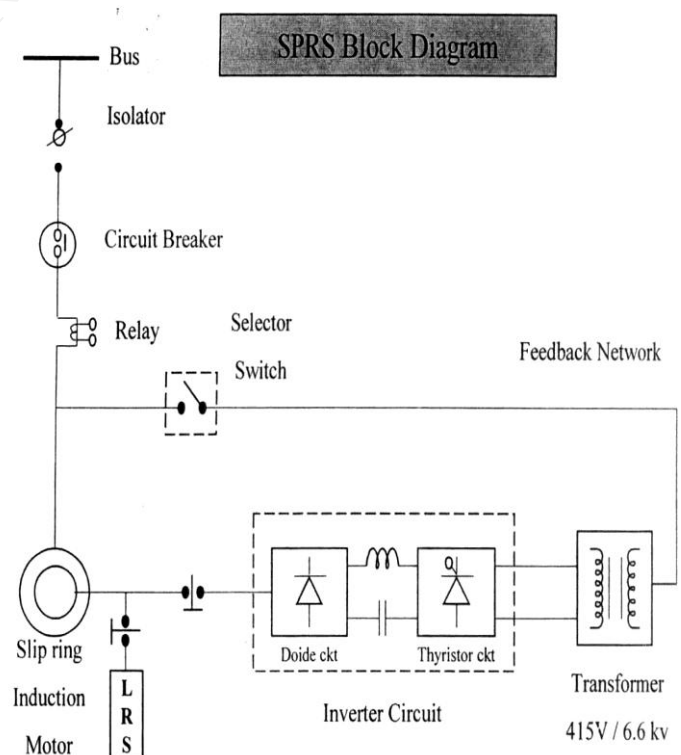 SPRS Block Diagram
Bus
Isolator
Circuit Breaker
Relay
Selector
Switch
Feedback Network
Slip ring
Induction
Motor
L
R
S
Doide ckt
Thyristor ckt
Inverter Circuit
Transformer
415V / 6.6 kv